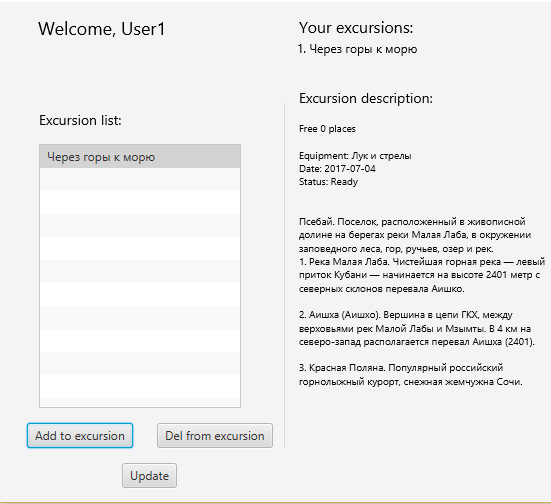 Welcome, User1
Your excursions:
1. Через горы к морю
Excursion list:
Через горы к морю
Add to excursion
Del from excursion
Update
Excursion description:
Free 0 places
Equipment: Лук и стрелы
Date: 2017-07-04
Status: Ready
Псебай. Поселок, расположенный в живописной
долине на берегах реки Малая Лаба, в окружении
заповедного леса, гор, ручьев, озер и рек.
1. Река Малая Лаба. Чистейшая горная река — левый
приток Кубани — начинается на высоте 2401 метр с
северных склонов перевала Аишко.
2. Аишха (Аишхо). Вершина в цепи ГКХ, между
верховьями рек Малой Лабы и Мзымты. В 4 км на
северо-запад располагается перевал Аишха (2401).
3. Красная Поляна. Популярный российский
горнолыжный курорт, снежная жемчужна Сочи.